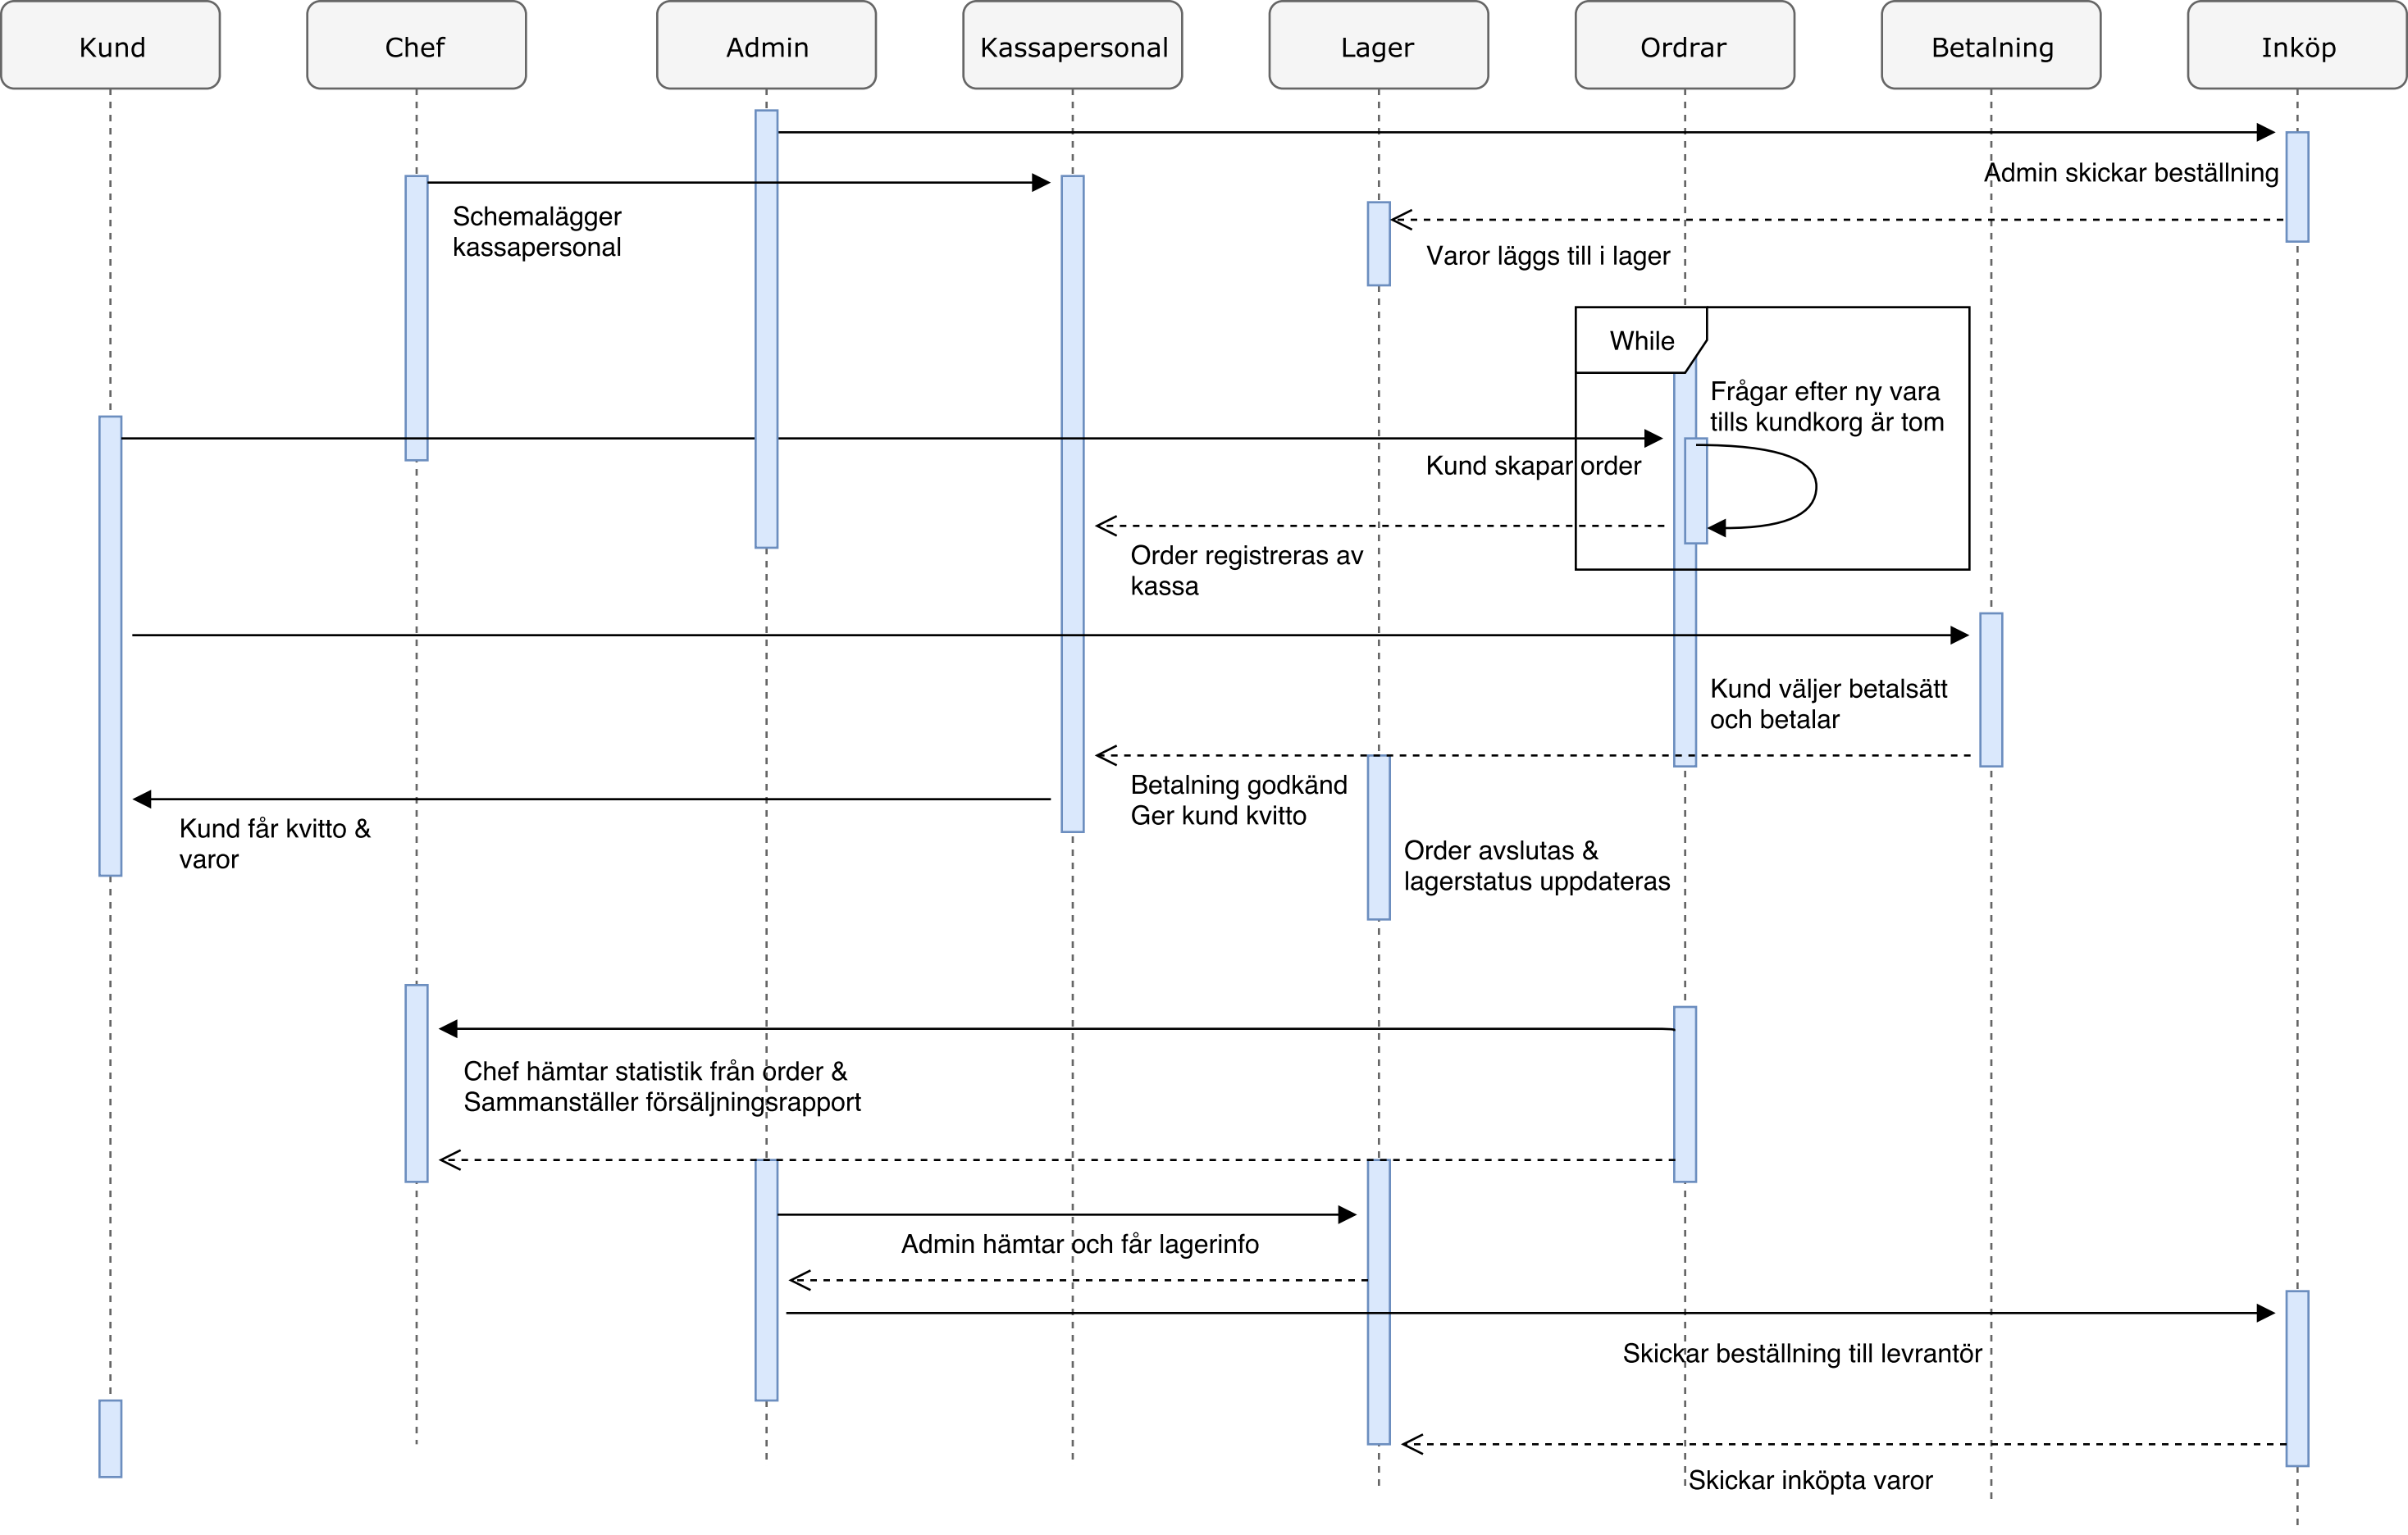 Kund
Chef
Admin
Kassapersonal
Lager
Ordrar
Betalning
Inköp
Admin skickar beställning
Schemalägger
kassapersonal
Varor läggs till i lager
While
Frågar efter ny vara
tills kundkorg är tom
Kund skapar order
Order registreras av
kassa
Kund väljer betalsätt
och betalar
Betalning godkänd
Ger kund kvitto
Kund får kvitto &
varor
Order avslutas &
lagerstatus uppdateras
Chef hämtar statistik från order &
Sammanställer försäljningsrapport
Admin hämtar och får lagerinfo
Skickar beställning till levrantör
Skickar inköpta varor